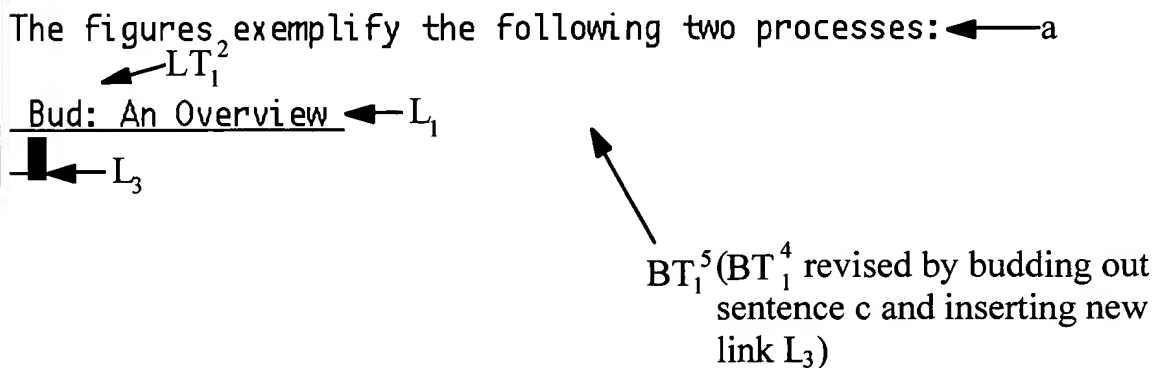 The figures exemplify the following two processes: a
LT₁²
Bud: An Overview L₁
L₃
BT₁⁵(BT₁⁴ revised by budding out
sentence c and inserting new
link L₃)